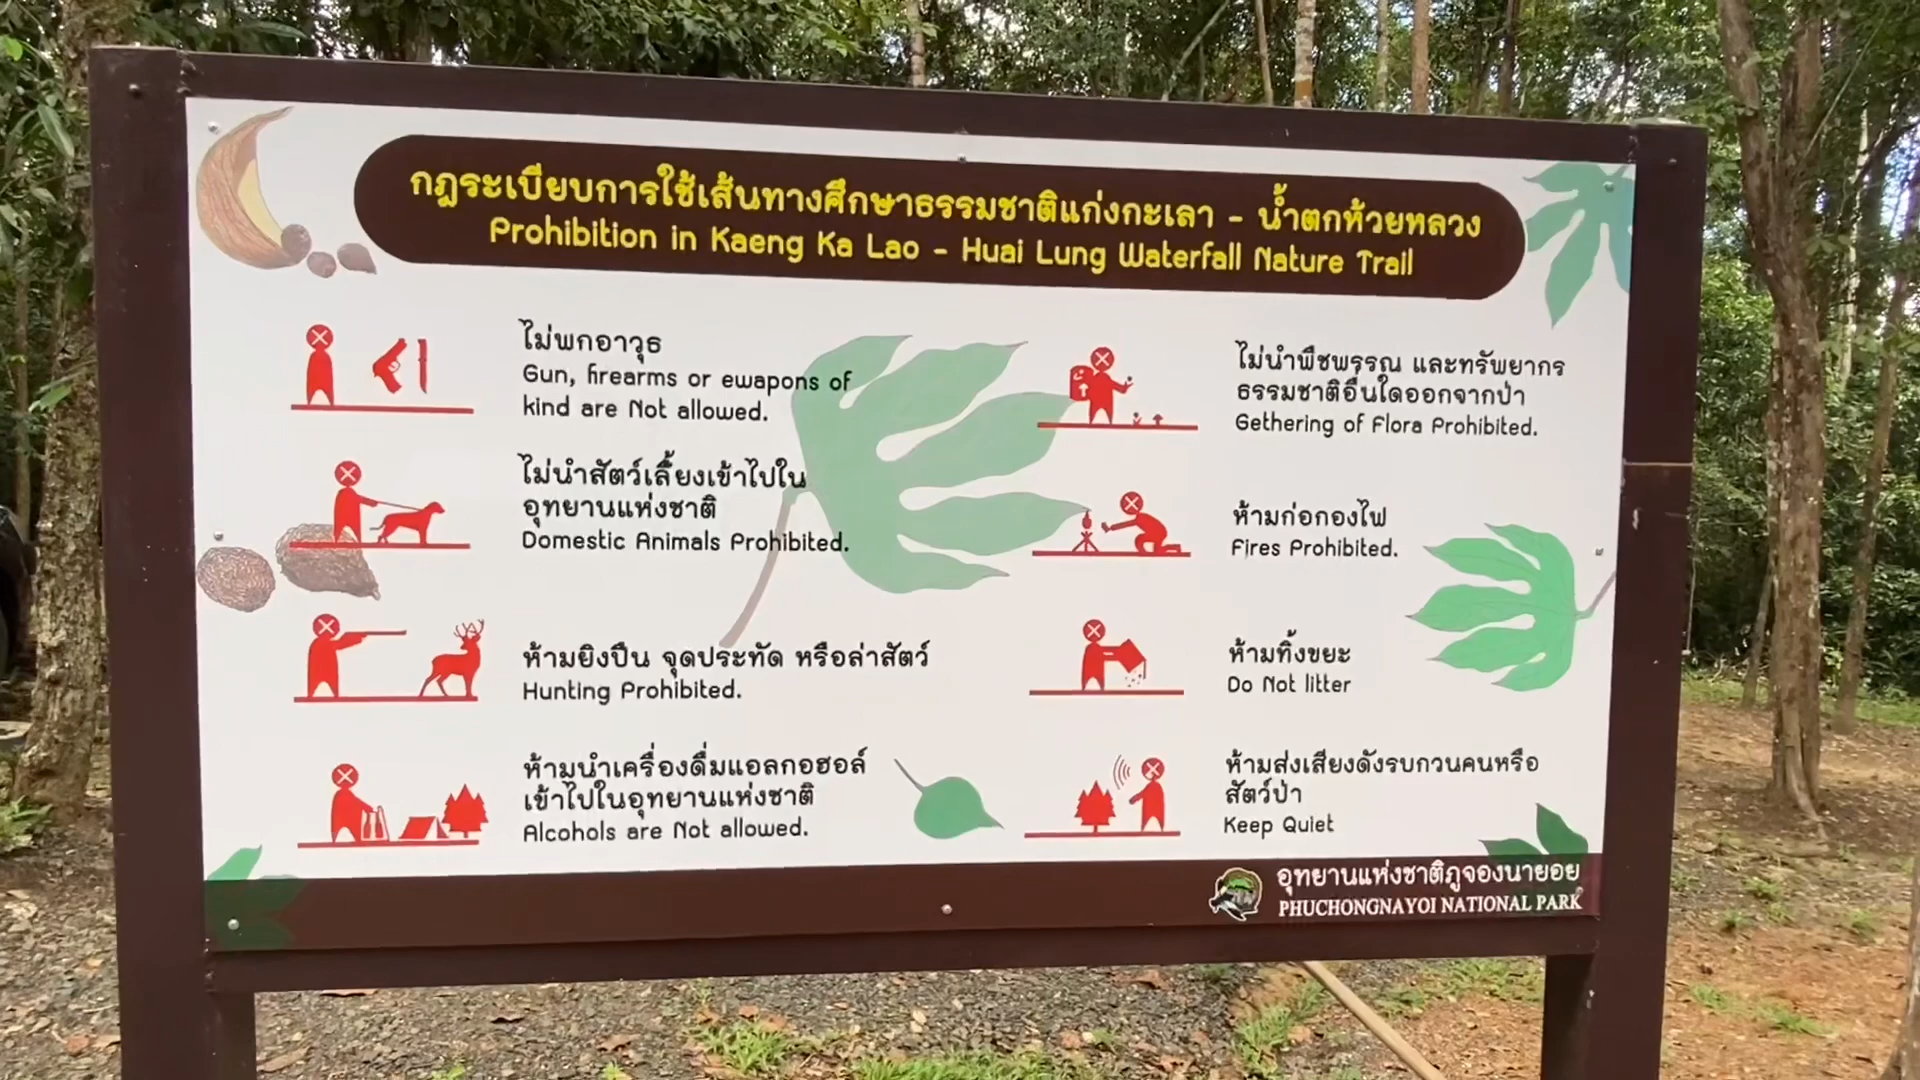 กฎระเบียบการใช้เส้นทางศึกษาธรรมชาติแก่งกะเลา - น้ำตกห้วยหลวง
Prohibition in Kaeng Ka Lao - Huai Lung Waterfall Nature Trail
ไม่พกอาวุธ
Gun, firearms or ewapons of
kind are Not allowed.
ไม่นำสัตว์เลี้ยงเข้าไปใน
อุทยานแห่งชาติ
Domestic Animals Prohibited.
ห้ามยิงปืน จุดประทัด หรือล่าสัตว์
Hunting Prohibited.
ห้ามนำเครื่องดื่มแอลกอฮอล์
เข้าไปในอุทยานแห่งชาติ
Alcohols are Not allowed.
ไม่นำพืชพรรณ และทรัพยากร
ธรรมชาติอื่นใดออกจากป่า
Gethering of Flora Prohibited.
ห้ามก่อกองไฟ
Fires Prohibited.
ห้ามทิ้งขยะ
Do Not litter
ห้ามส่งเสียงดังรบกวนคนหรือ
สัตว์ป่า
Keep Quiet
อุทยานแห่งชาติภูจองนายอย
PHUCHONGNAYOI NATIONAL PARK